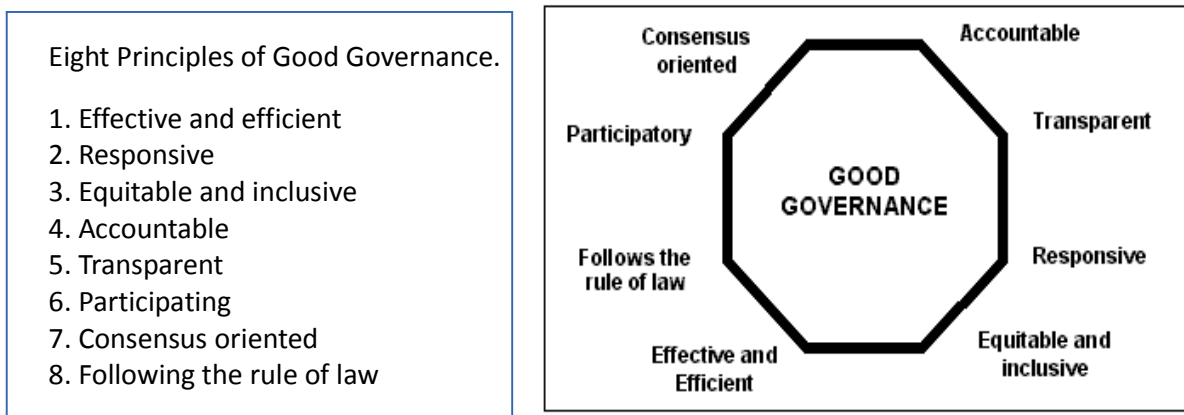 Eight Principles of Good Governance.
1. Effective and efficient
2. Responsive
3. Equitable and inclusive
4. Accountable
5. Transparent
6. Participating
7. Consensus oriented
8. Following the rule of law
Consensus
oriented
Accountable
Participatory
Transparent
GOOD
GOVERNANCE
Follows the
rule of law
Responsive
Effective and
Efficient
Equitable and
inclusive